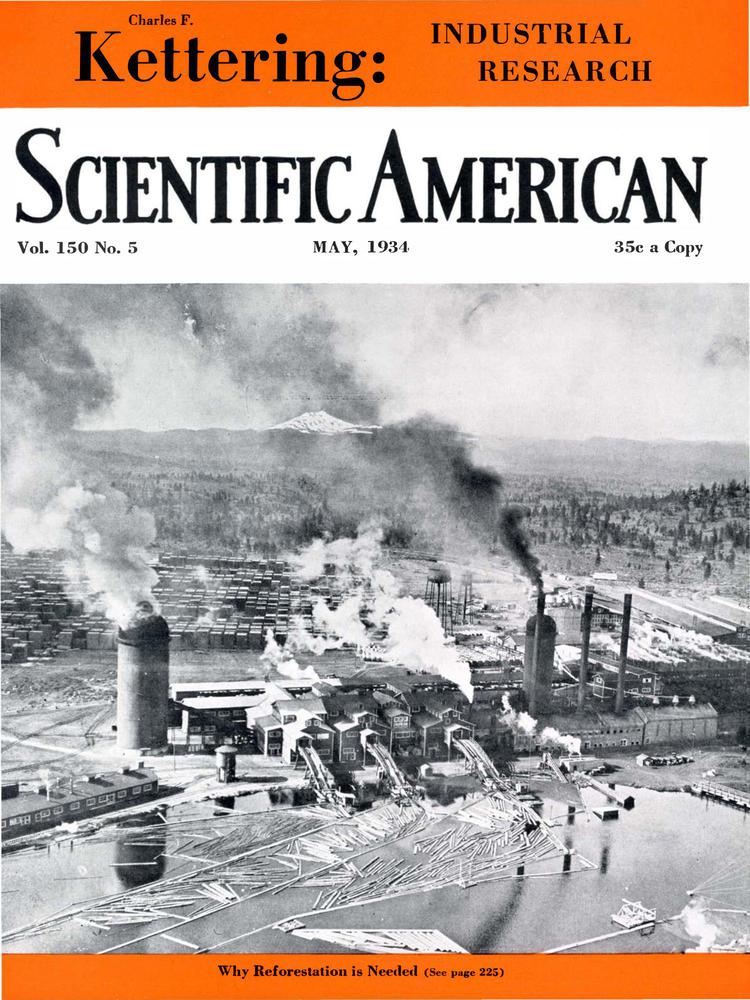 Charles F.
Kettering:
INDUSTRIAL
RESEARCH
SCIENTIFIC AMERICAN
Vol. 150 No. 5
MAY, 1934
35c a Copy
Why Reforestation is Needed (See page 225)